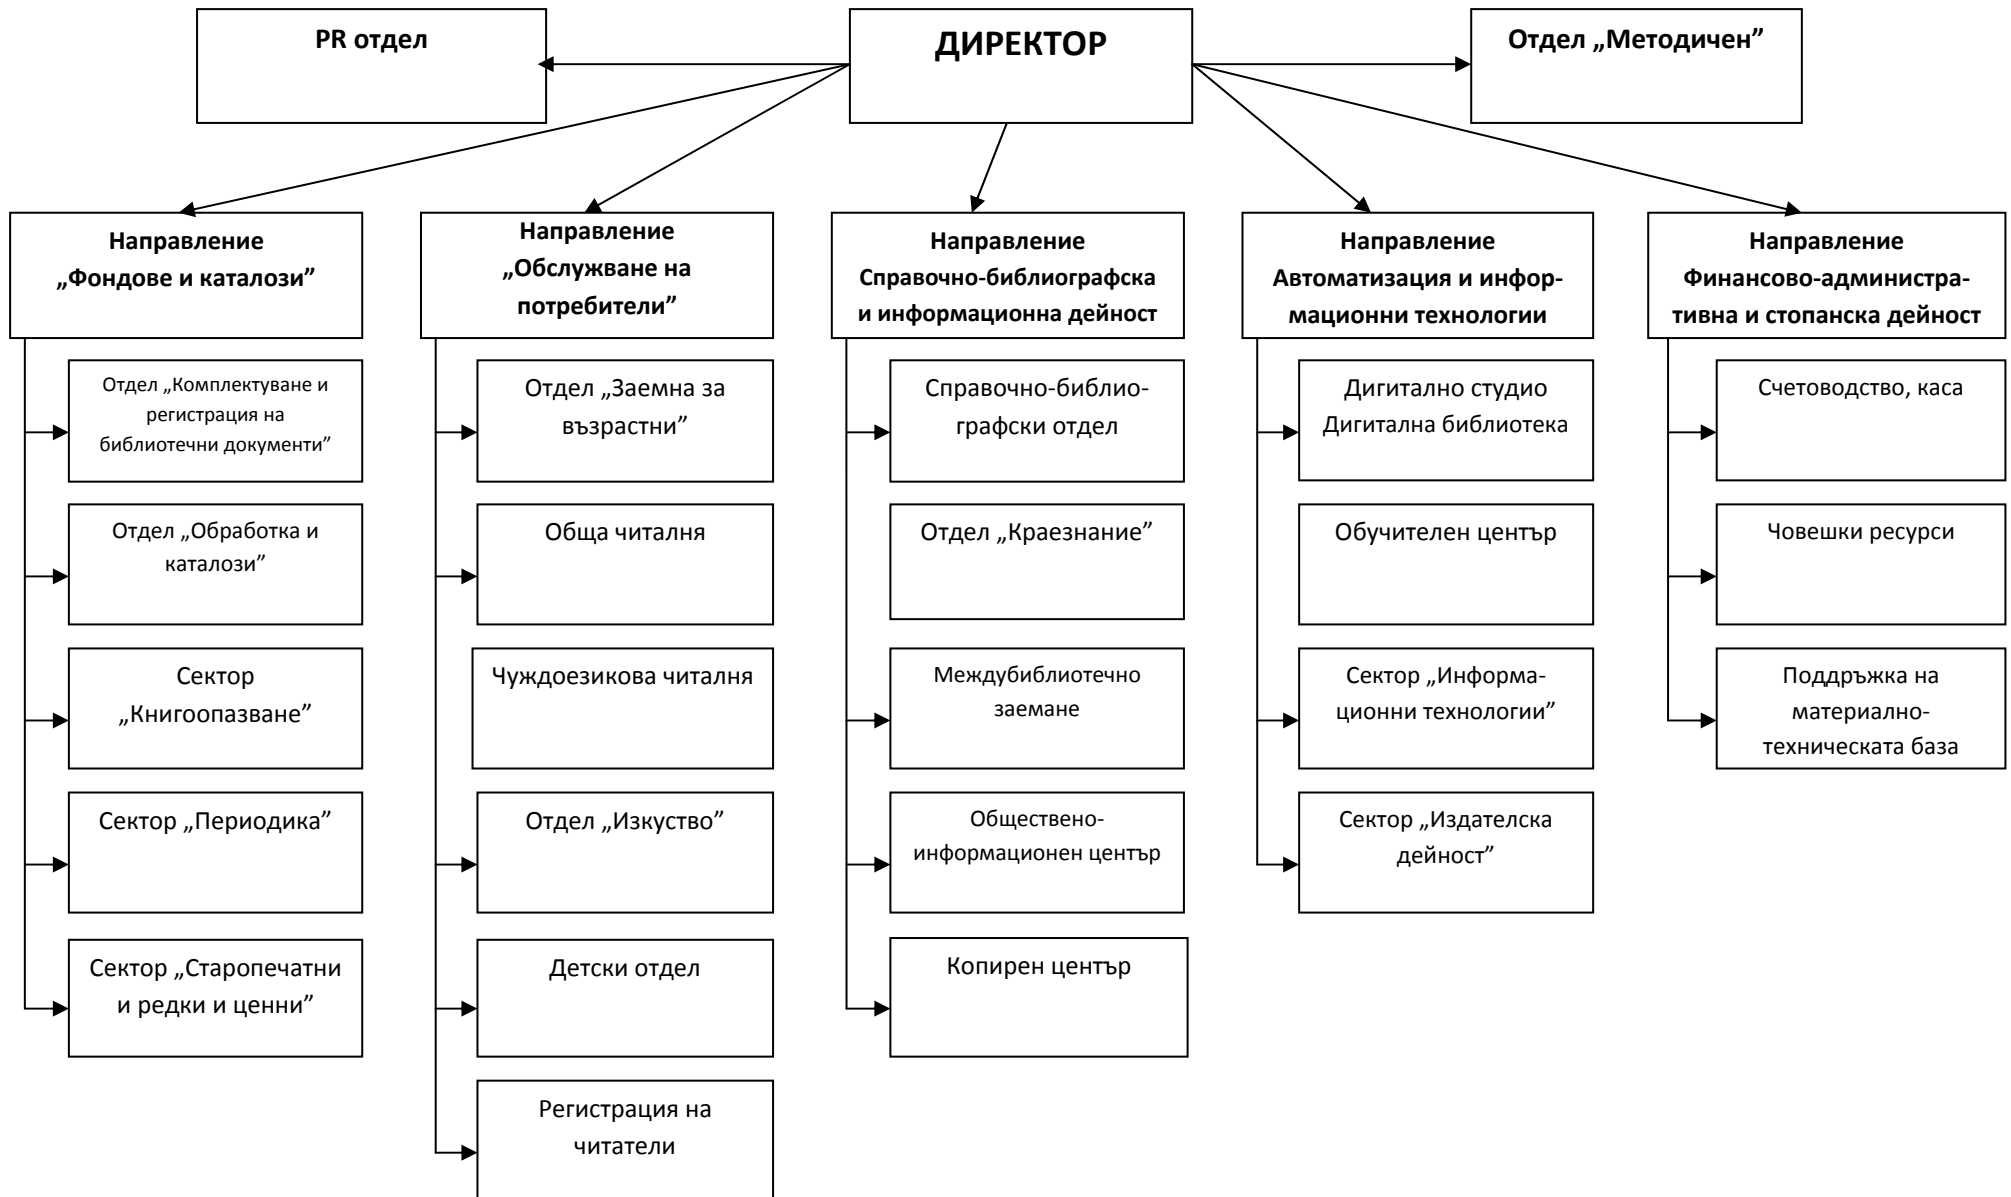 PR отдел
ДИРЕКТОР
Отдел „Методичен”
Направление
„Фондове и каталози”
Направление
„Обслужване на
потребители”
Направление
Справочно-библиографска
и информационна дейност
Направление
Автоматизация и инфор-
мационни технологии
Направление
Финансово-администра-
тивна и стопанска дейност
Отдел „Комплектуване и
регистрация на
библиотечни документи”
Отдел „Заемна за
възрастни”
Справочно-библио-
графски отдел
Дигитално студио
Дигитална библиотека
Счетоводство, каса
Отдел „Обработка и
каталози”
Обща читалня
Отдел „Краезнание”
Обучителен център
Човешки ресурси
Сектор
„Книгоопазване”
Чуждоезикова читалня
Междубиблиотечно
заемане
Сектор „Информа-
ционни технологии”
Поддръжка на
материално-
техническата база
Сектор „Периодика”
Отдел „Изкуство”
Обществено-
информационен център
Сектор „Издателска
дейност”
Сектор „Старопечатни
и редки и ценни”
Детски отдел
Копирен център
Регистрация на
читатели